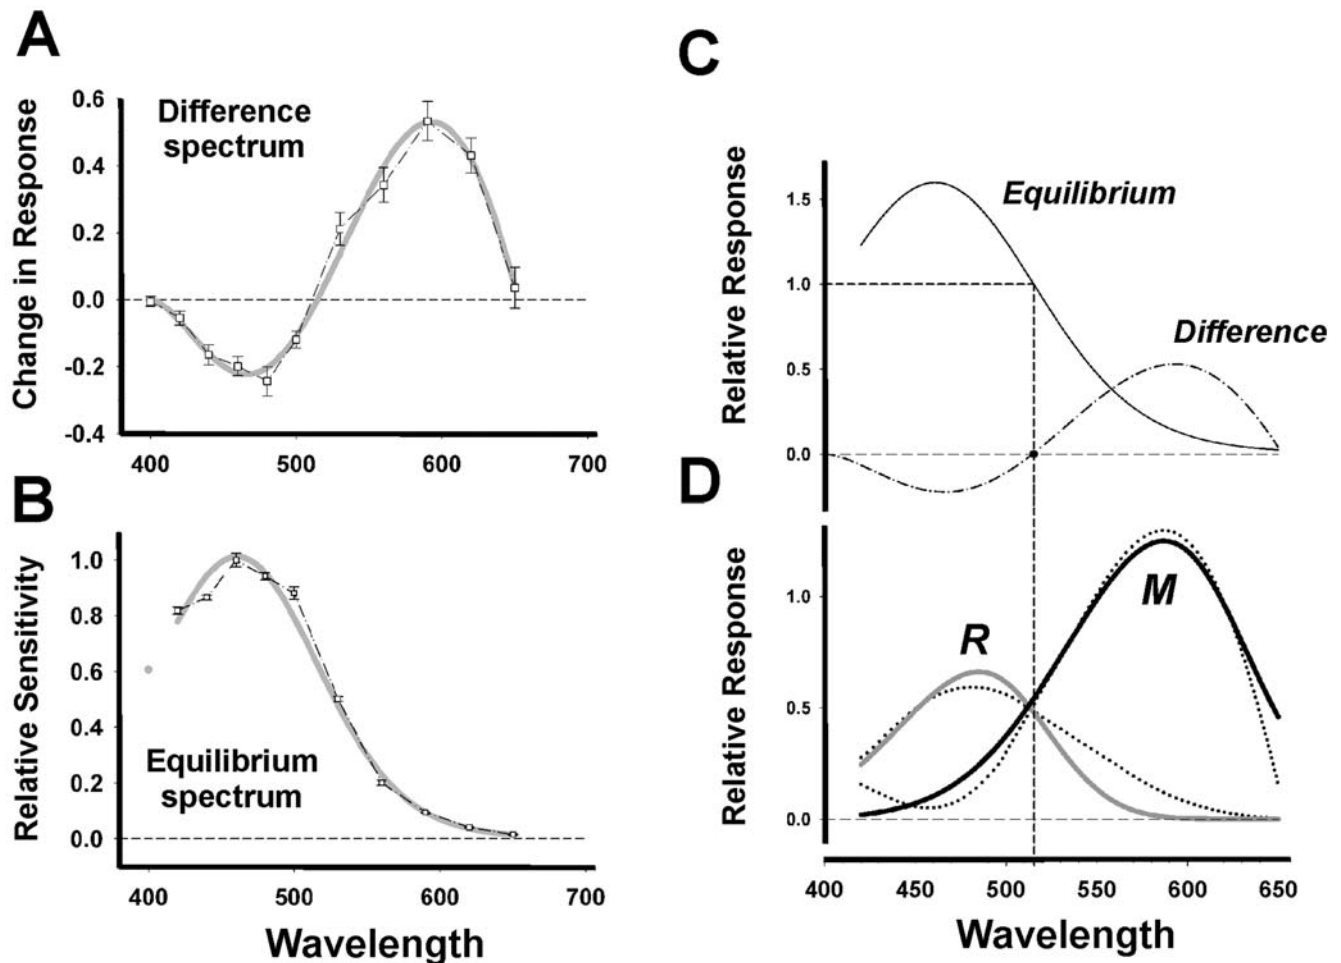 A
Difference
spectrum
Change in Response
0.6
0.4
0.2
0.0
-0.2
-0.4
400
500
600
700
B
Equilibrium
spectrum
Relative Sensitivity
1.0
0.8
0.6
0.4
0.2
0.0
400
500
600
700
Wavelength
C
Relative Response
1.5
1.0
0.5
0.0
Equilibrium
Difference
D
Relative Response
1.0
0.5
0.0
R
M
400
450
500
550
600
650
Wavelength